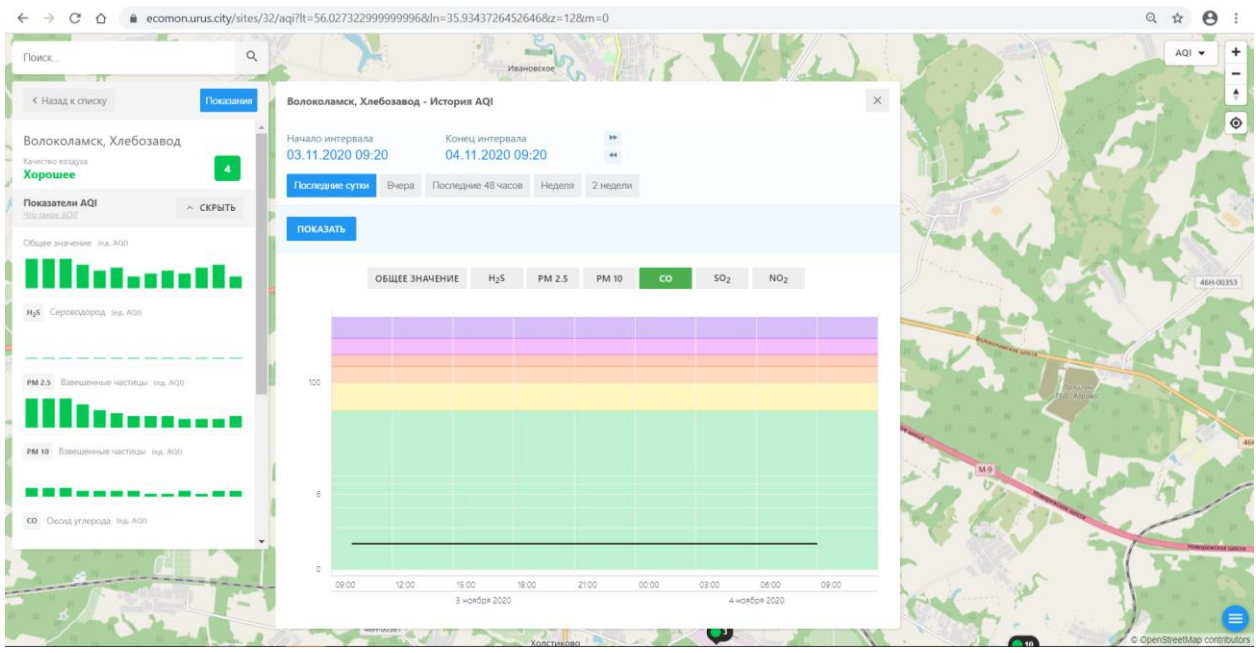 ecomon.urus.city/sites/32/aqi?lt=56.027322999999996&ln=35.9343726452646&z=12&m=0
Поиск...
Ивановское
AQI
Назад к списку
Показания
Волоколамск, Хлебозавод
Качество воздуха
Хорошее
4
Показатели AQI
Что такое AQI?
СКРЫТЬ
Общее значение (ед. AQI)
H₂S Сероводород (ед. AQI)
PM 2.5 Взвешенные частицы (ед. AQI)
PM 10 Взвешенные частицы (ед. AQI)
CO Оксид углерода (ед. AQI)
Волоколамск, Хлебозавод - История AQI
Начало интервала
Конец интервала
03.11.2020 09:20
04.11.2020 09:20
Последние сутки
Вчера
Последние 48 часов
Неделя
2 недели
ПОКАЗАТЬ
ОБЩЕЕ ЗНАЧЕНИЕ
H₂S
PM 2.5
PM 10
CO
SO₂
NO₂
100
6
0
09:00 12:00 15:00 18:00 21:00 00:00 03:00 06:00 09:00
3 ноября 2020
4 ноября 2020
46Н-00353
Волоколамское шоссе
Полигон
М-9
Новорижское шоссе
Холстиково
3
10
© OpenStreetMap contributors